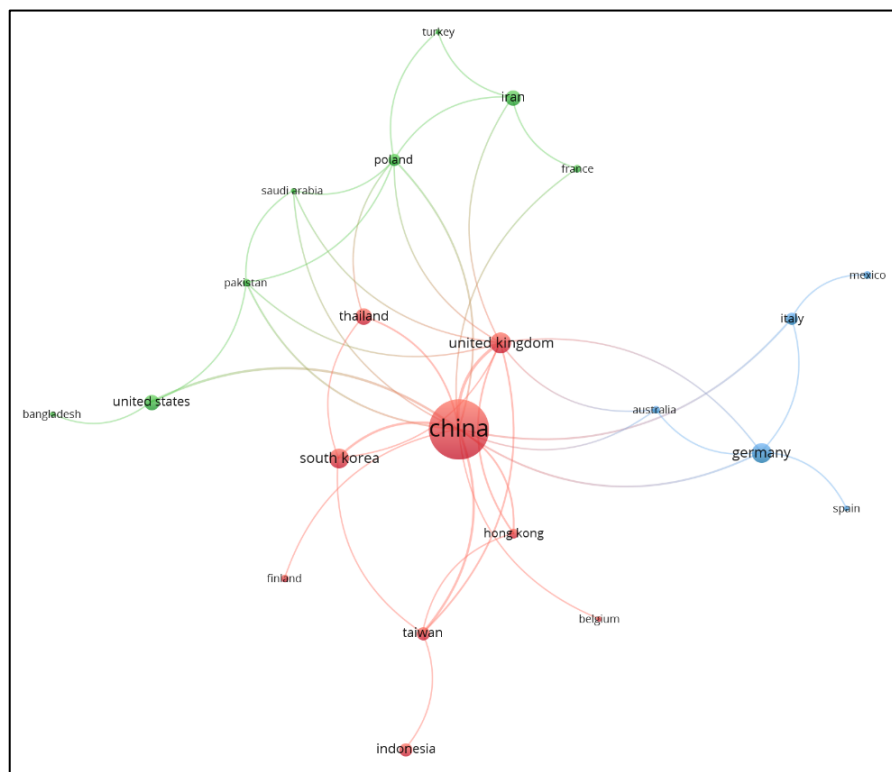 turkey
iran
poland
france
saudi arabia
mexico
pakistan
thailand
italy
united kingdom
united states
bangladesh
australia
china
germany
south korea
spain
hong kong
finland
belgium
taiwan
indonesia